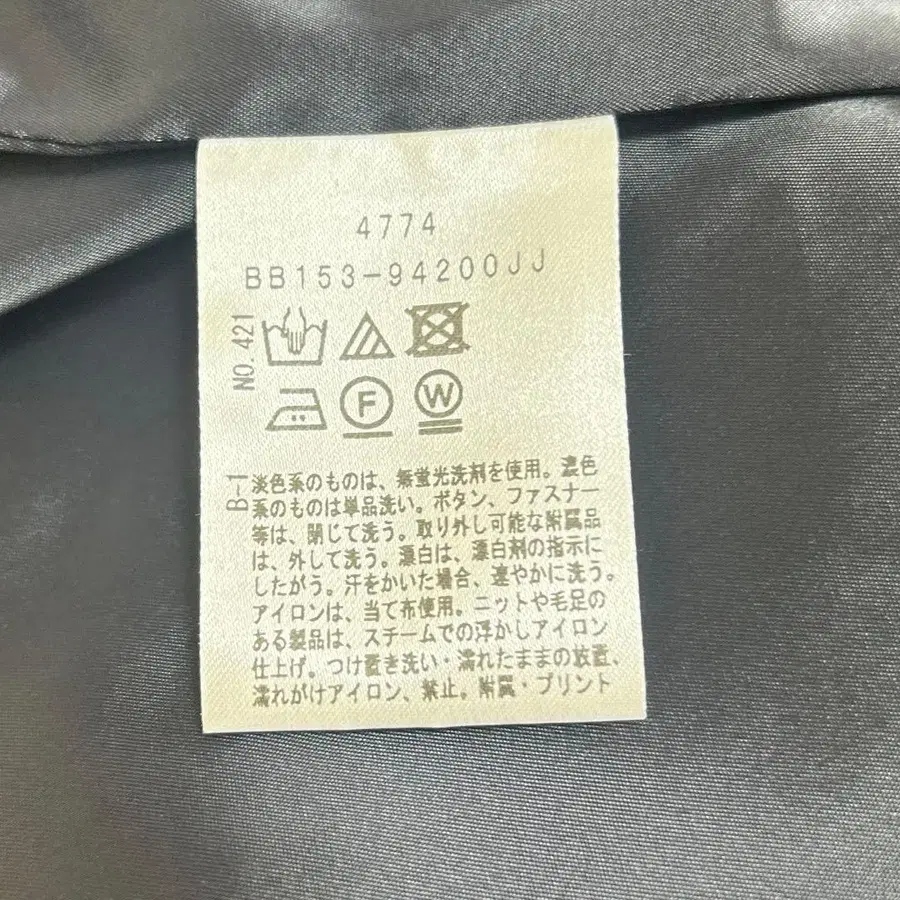 4774
BB153-94200JJ
NO.421
F
W
B-1
淡色系のものは、無蛍光洗剤を使用。濃色
系のものは単品洗い。ボタン、ファスナー
等は、閉じて洗う。取り外し可能な附属品
は、外して洗う。漂白は、漂白剤の指示に
したがう。汗をかいた場合、速やかに洗う。
アイロンは、当て布使用。ニットや毛足の
ある製品は、スチームでの浮かしアイロン
仕上げ。つけ置き洗い・濡れたままの放置、
濡れがけアイロン、禁止。附属・プリント